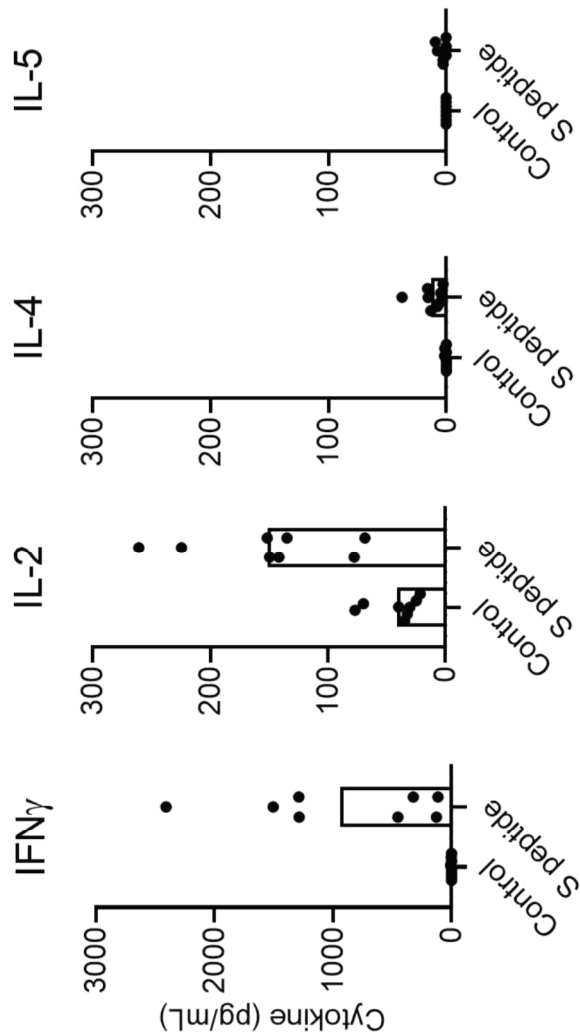 IFNγ
Cytokine (pg/mL)
3000
2000
1000
0
Control
S peptide
IL-2
300
200
100
0
Control
S peptide
IL-4
300
200
100
0
Control
S peptide
IL-5
300
200
100
0
Control
S peptide